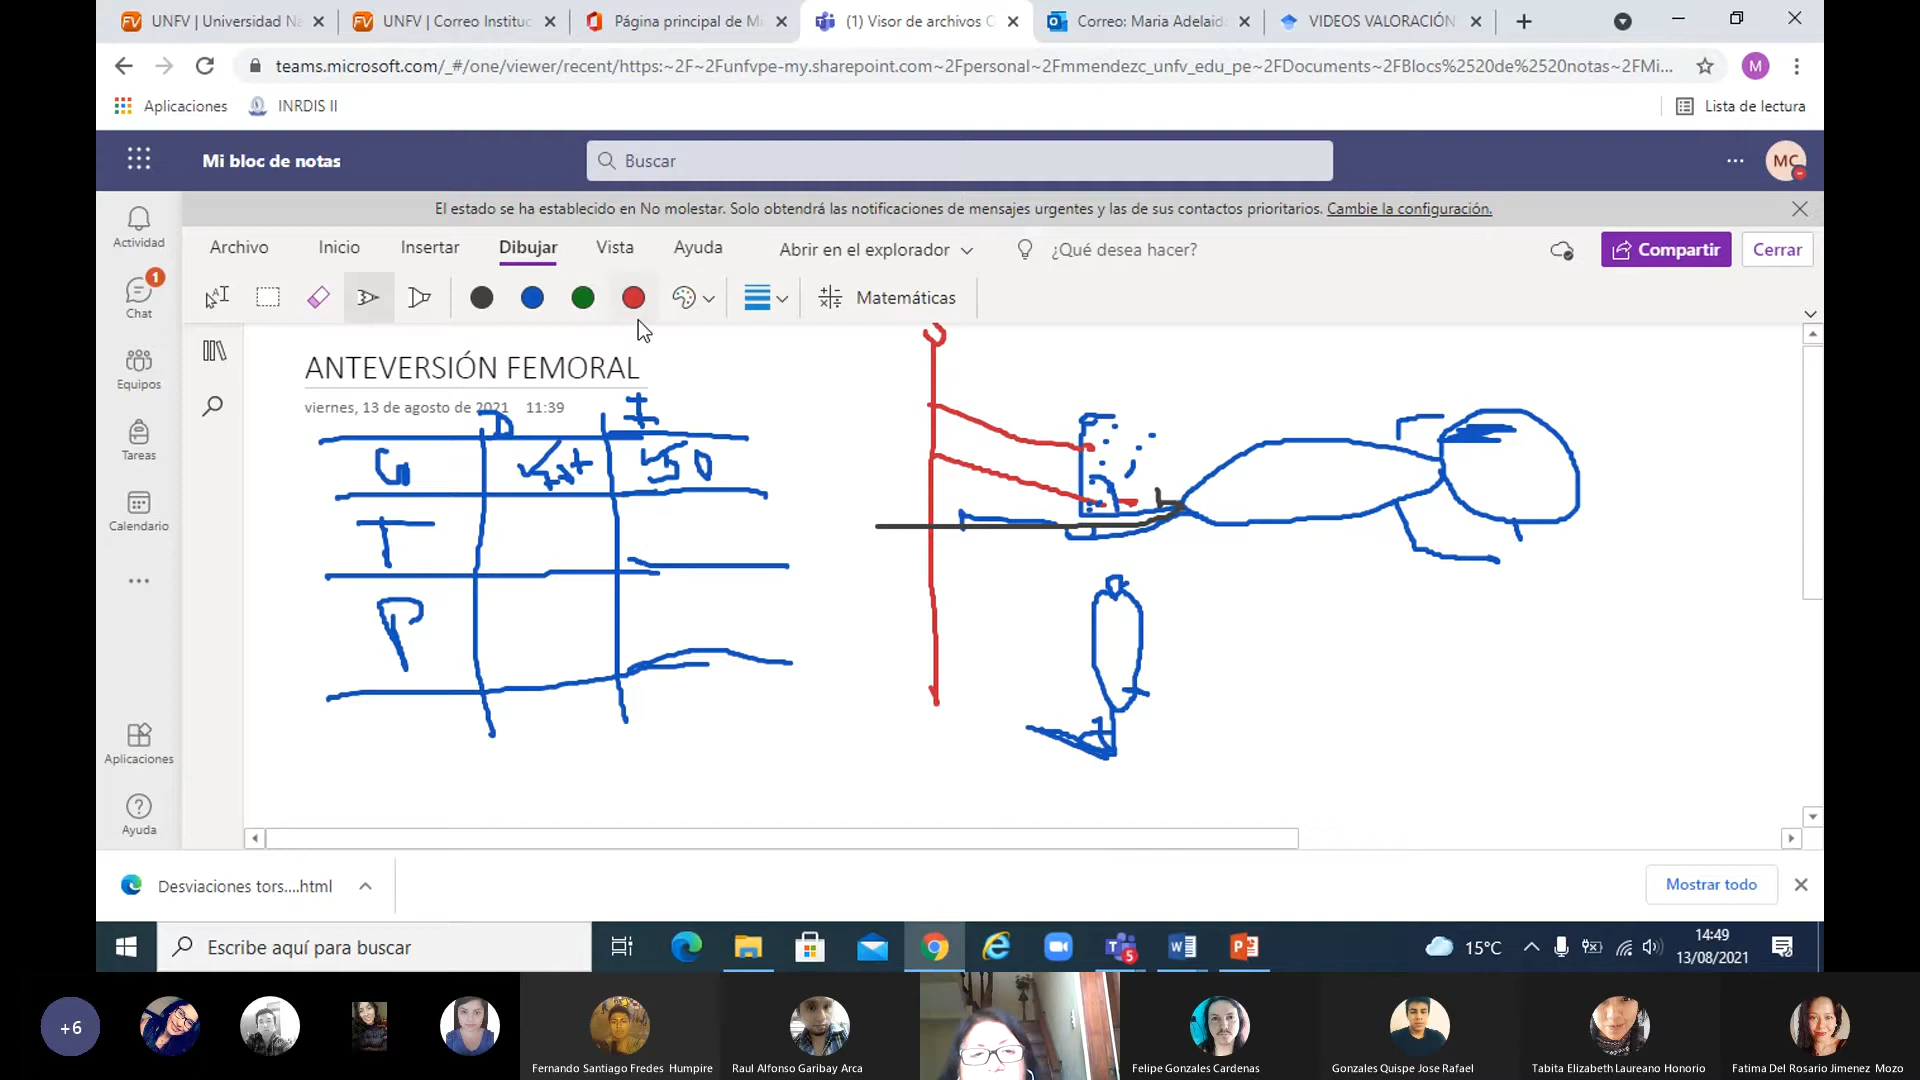 UNFV | Universidad Na
UNFV | Correo Instituc
Página principal de Mi
(1) Visor de archivos C
Correo: Maria Adelaid
VIDEOS VALORACIÓN
teams.microsoft.com/_#/one/viewer/recent/https:~2F~2Funfvpe-my.sharepoint.com~2Fpersonal~2Fmmendezc_unfv_edu_pe~2FDocuments~2FBlocs%2520de%2520notas~2FMi...
M
Aplicaciones
INRDIS II
Lista de lectura
Mi bloc de notas
Buscar
MC
El estado se ha establecido en No molestar. Solo obtendrá las notificaciones de mensajes urgentes y las de sus contactos prioritarios. Cambie la configuración.
Actividad
1
Chat
Equipos
Tareas
Calendario
Aplicaciones
Ayuda
Archivo
Inicio
Insertar
Dibujar
Vista
Ayuda
Abrir en el explorador
¿Qué desea hacer?
Compartir
Cerrar
Matemáticas
ANTEVERSIÓN FEMORAL
viernes, 13 de agosto de 2021 11:39
D I
G
T
P
Desviaciones tors....html
Mostrar todo
Escribe aquí para buscar
5
15°C
14:49
13/08/2021
+6
Fernando Santiago Fredes Humpire
Raul Alfonso Garibay Arca
Felipe Gonzales Cardenas
Gonzales Quispe Jose Rafael
Tabita Elizabeth Laureano Honorio
Fatima Del Rosario Jimenez Mozo